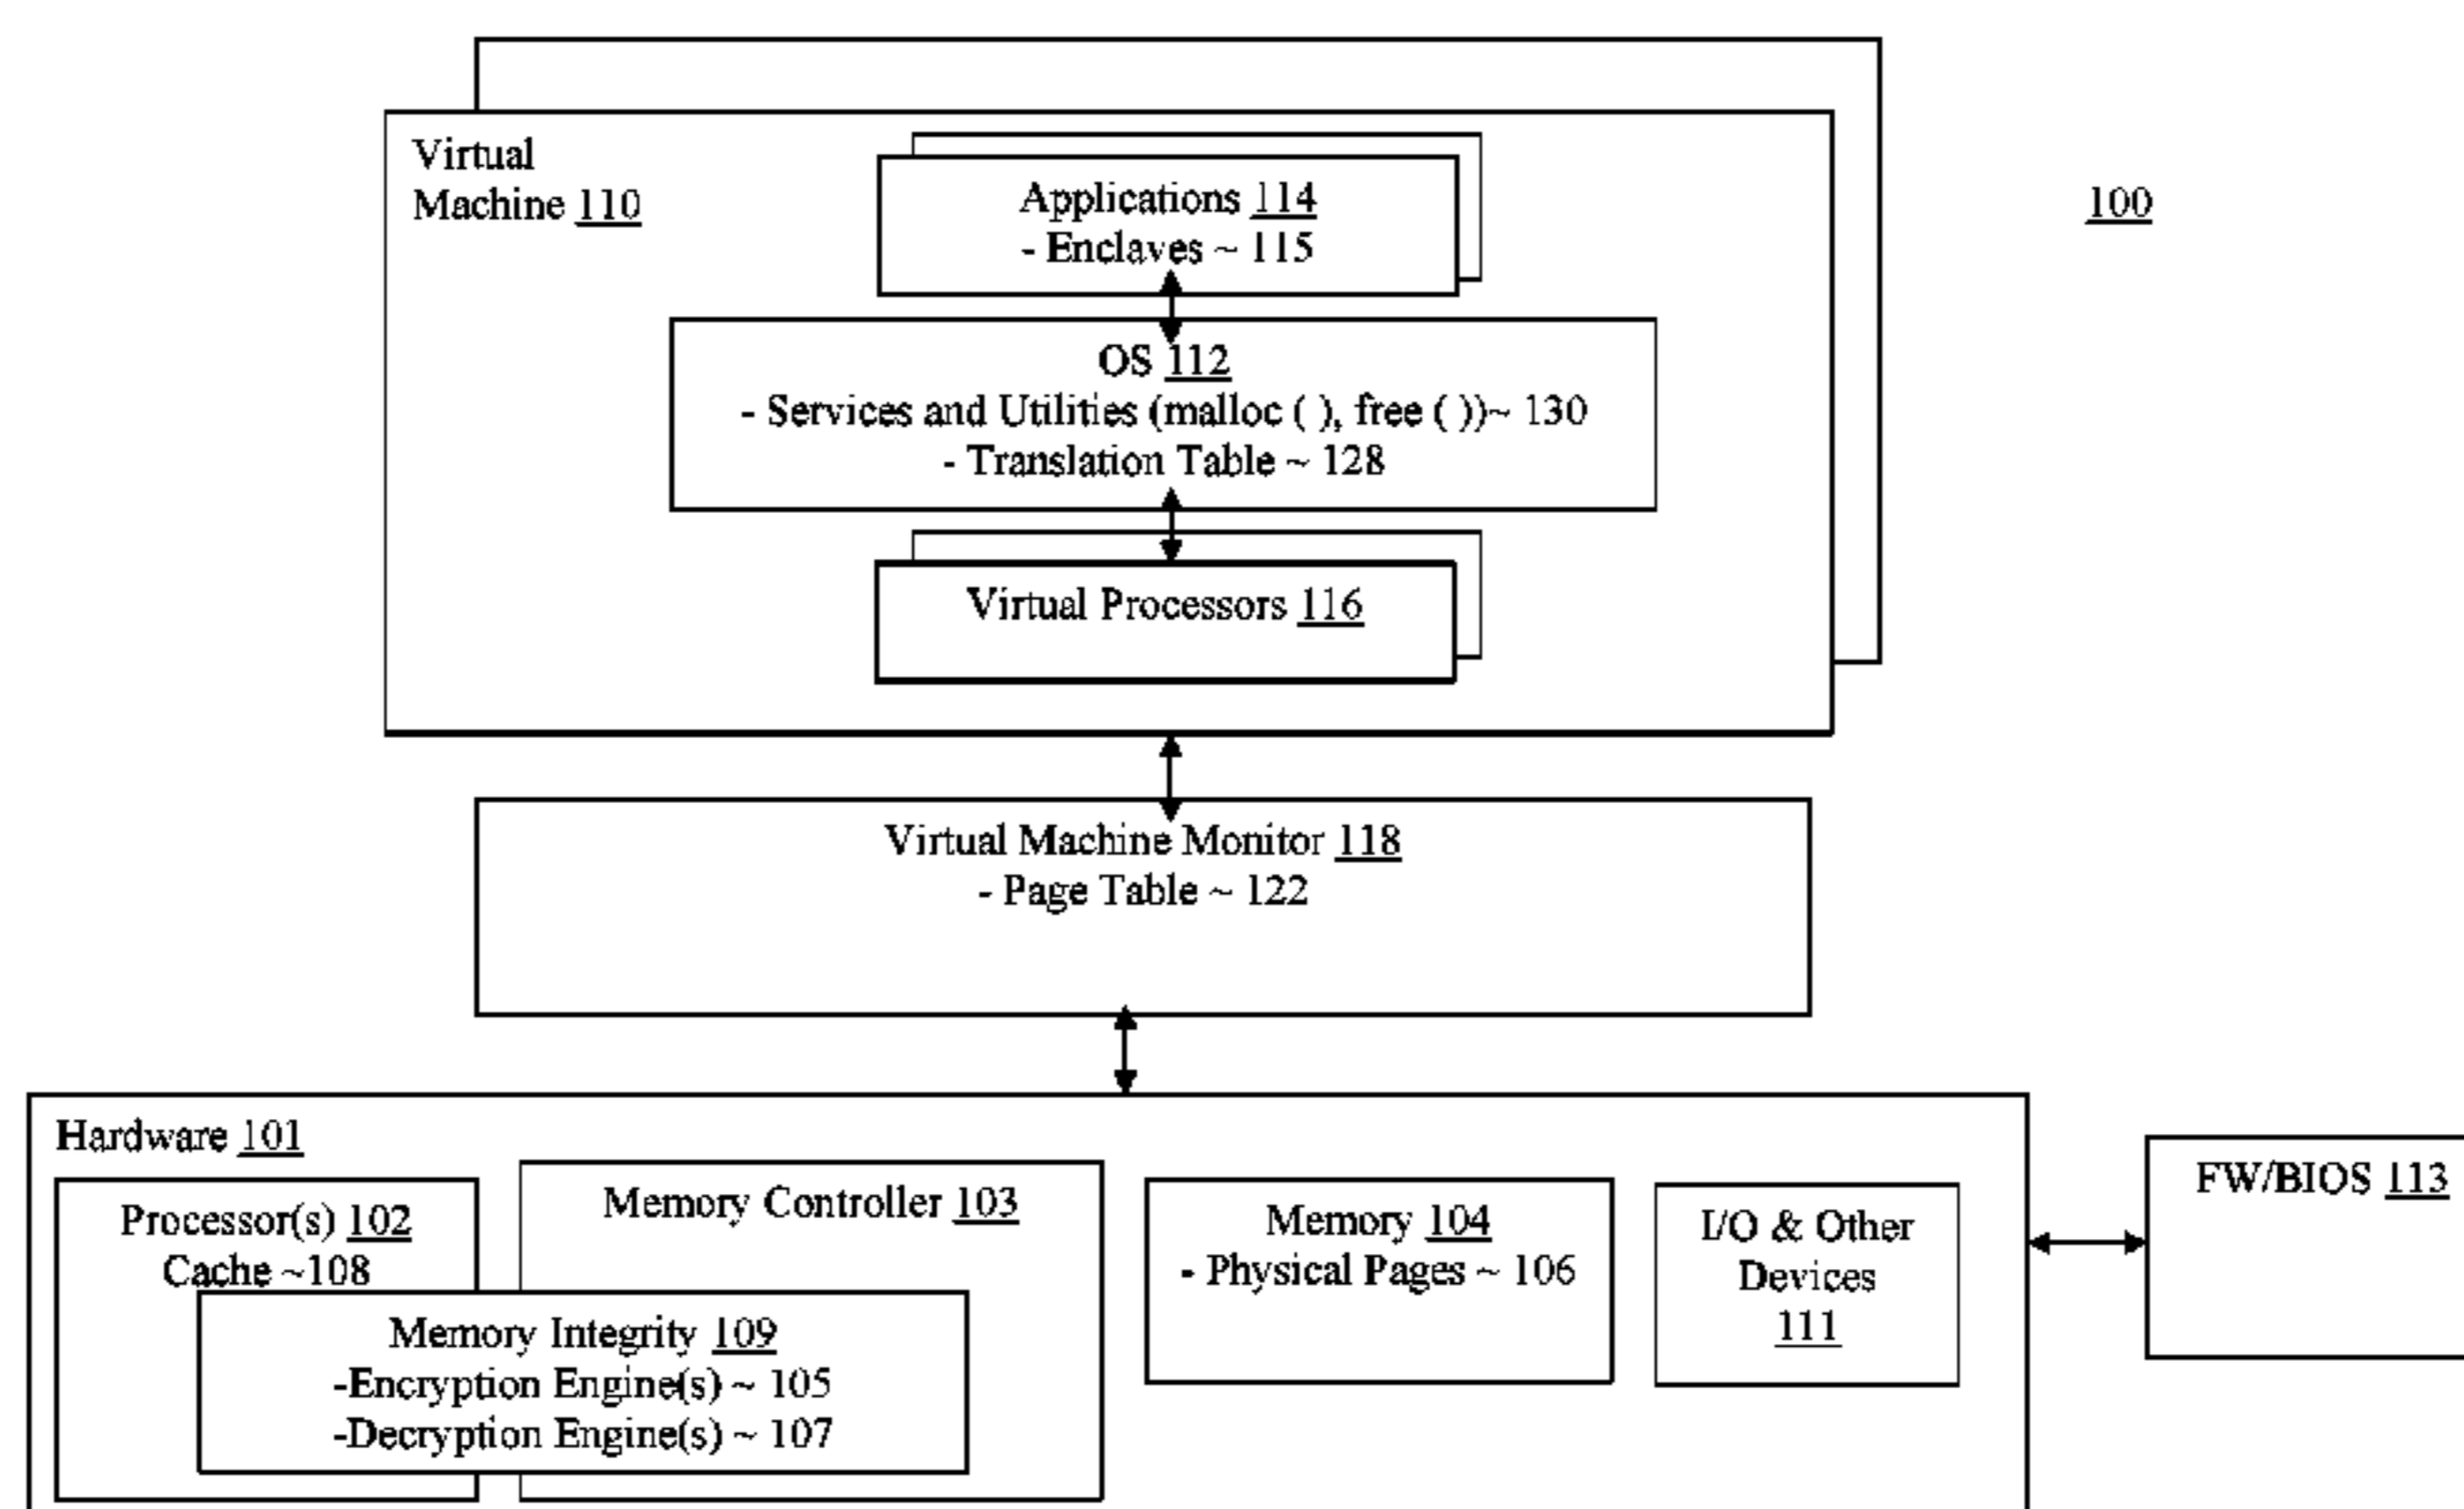 Virtual
Machine 110
Applications 114
- Enclaves ~ 115
100
OS 112
- Services and Utilities (malloc ( ), free ( ))~ 130
- Translation Table ~ 128
Virtual Processors 116
Virtual Machine Monitor 118
- Page Table ~ 122
Hardware 101
Processor(s) 102
Cache ~108
Memory Controller 103
Memory Integrity 109
-Encryption Engine(s) ~ 105
-Decryption Engine(s) ~ 107
Memory 104
- Physical Pages ~ 106
I/O & Other
Devices
111
FW/BIOS 113